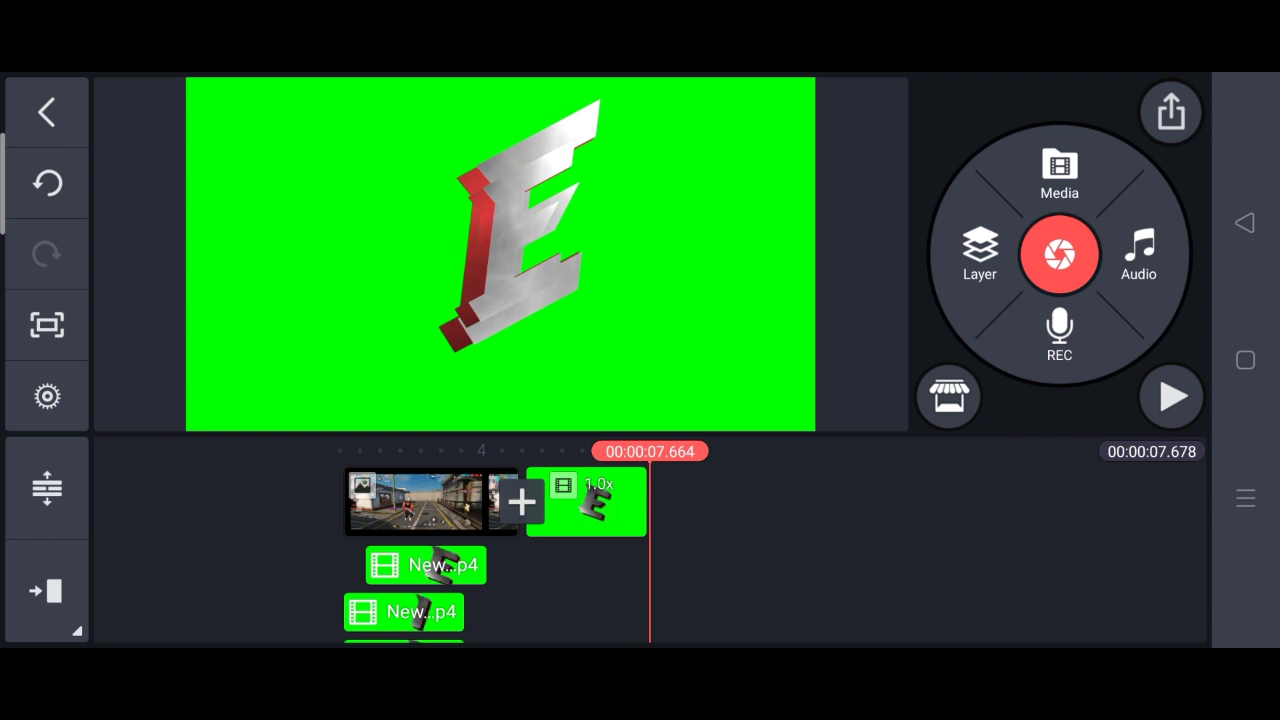 E
Media
Layer
Audio
REC
4
00:00:07.664
00:00:07.678
1.0x
E
New...p4
New...p4